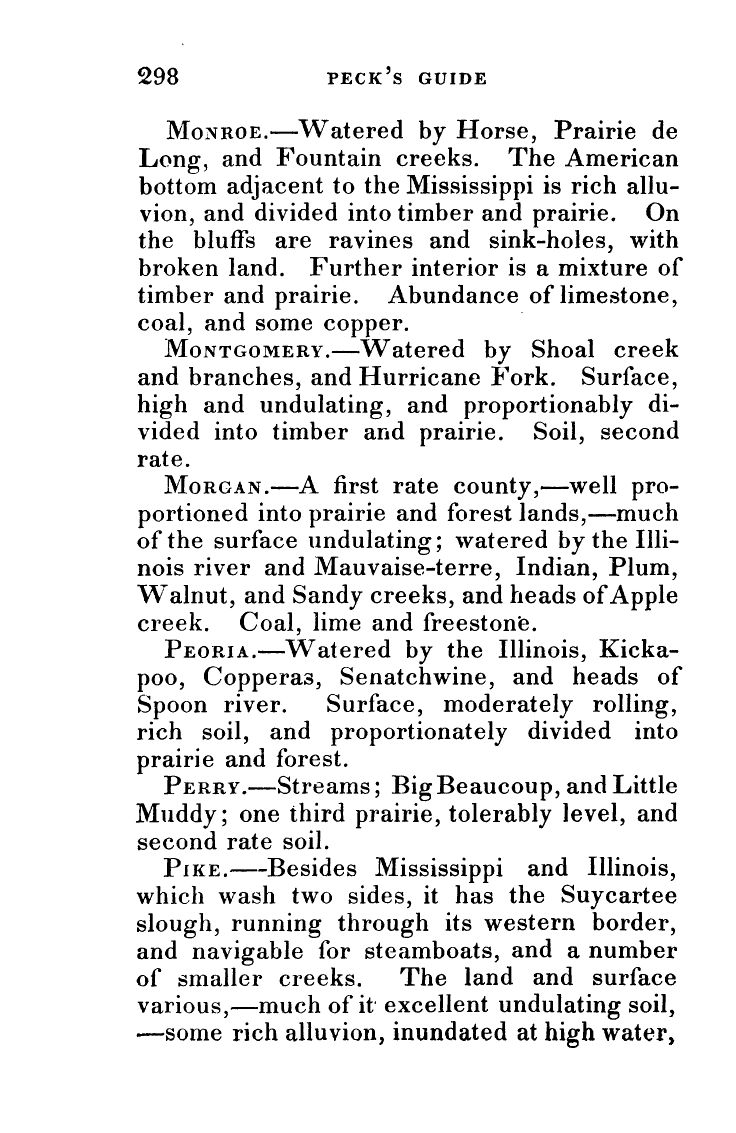 298 PECK'S GUIDE
MONROE.—Watered by Horse, Prairie de
Long, and Fountain creeks. The American
bottom adjacent to the Mississippi is rich allu-
vion, and divided into timber and prairie. On
the bluffs are ravines and sink-holes, with
broken land. Further interior is a mixture of
timber and prairie. Abundance of limestone,
coal, and some copper.
MONTGOMERY.—Watered by Shoal creek
and branches, and Hurricane Fork. Surface,
high and undulating, and proportionably di-
vided into timber and prairie. Soil, second
rate.
MORGAN.—A first rate county,—well pro-
portioned into prairie and forest lands,—much
of the surface undulating; watered by the Illi-
nois river and Mauvaise-terre, Indian, Plum,
Walnut, and Sandy creeks, and heads of Apple
creek. Coal, lime and freestone.
PEORIA.—Watered by the Illinois, Kicka-
poo, Copperas, Senatchwine, and heads of
Spoon river. Surface, moderately rolling,
rich soil, and proportionately divided into
prairie and forest.
PERRY.—Streams; Big Beaucoup, and Little
Muddy; one third prairie, tolerably level, and
second rate soil.
PIKE.—Besides Mississippi and Illinois,
which wash two sides, it has the Suycartee
slough, running through its western border,
and navigable for steamboats, and a number
of smaller creeks. The land and surface
various,—much of it excellent undulating soil,
—some rich alluvion, inundated at high water,